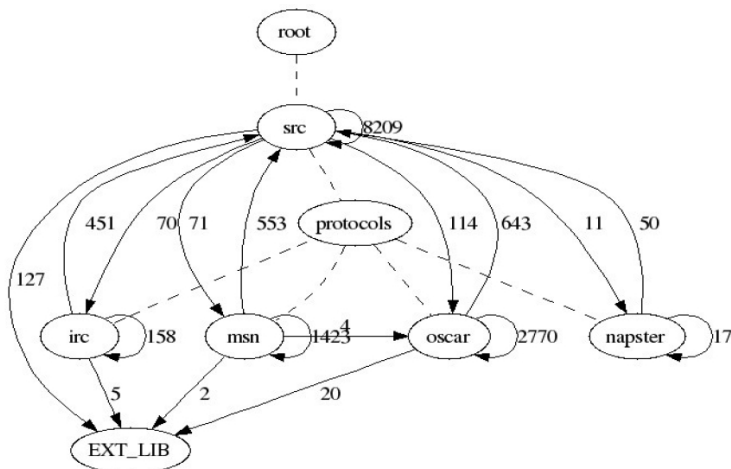 root
src
8209
protocols
451
70
71
553
114
643
11
50
127
irc
158
msn
1423
4
oscar
2770
napster
17
5
2
20
EXT_LIB